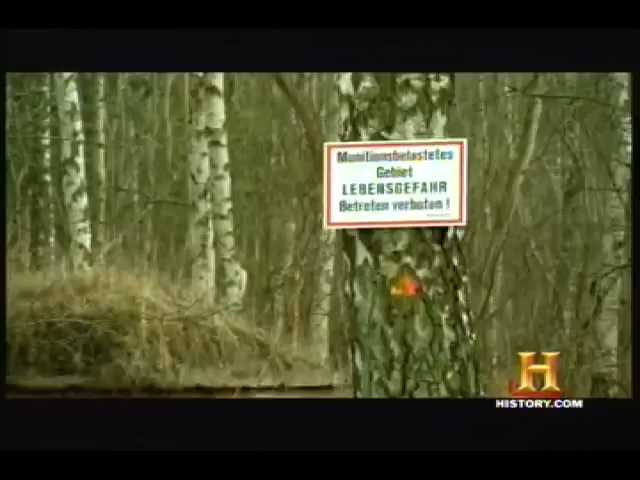 Munitionsbelastetes
Gebiet
LEBENSGEFAHR
Betreten verboten !
H
HISTORY.COM